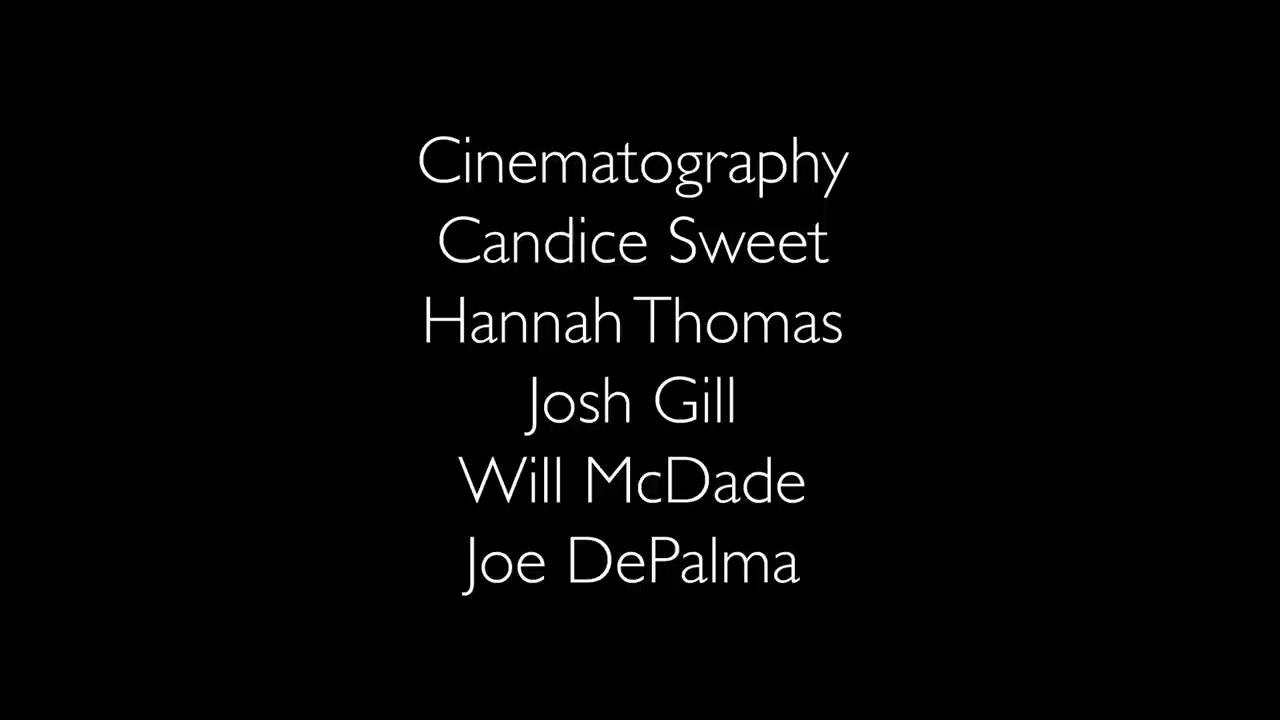 Cinematography
Candice Sweet
Hannah Thomas
Josh Gill
Will McDade
Joe DePalma